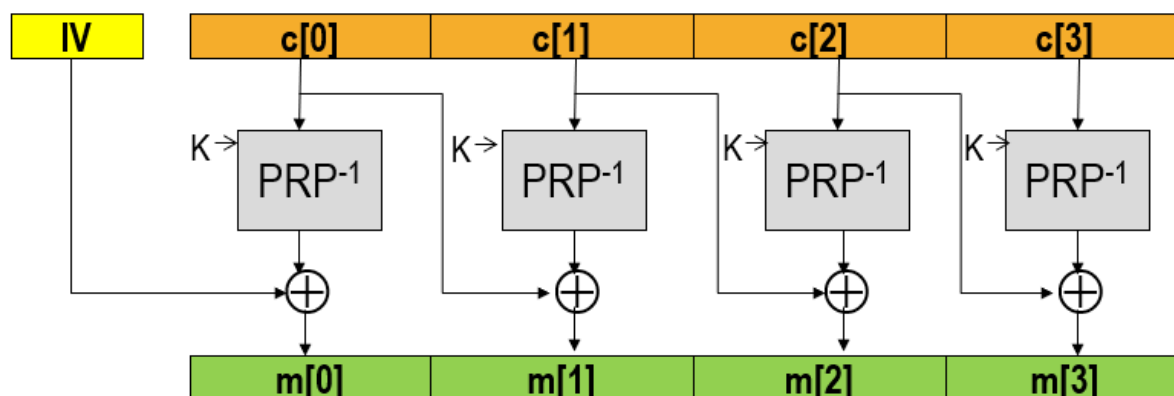 IV c[0] c[1] c[2] c[3]
K K K K
PRP-1 PRP-1 PRP-1 PRP-1
m[0] m[1] m[2] m[3]